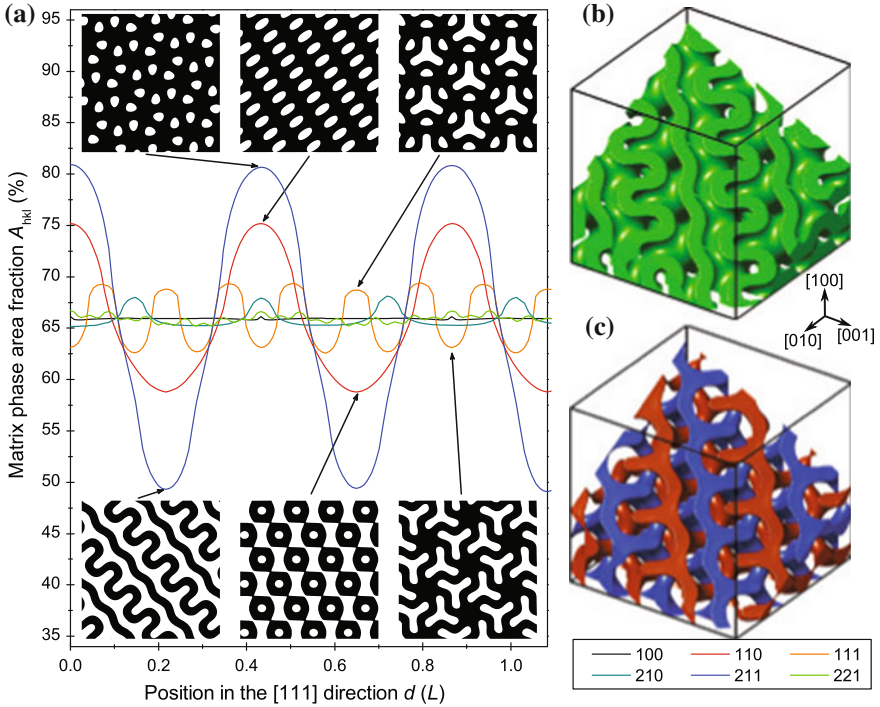 (a)
95
90
85
80
75
70
65
60
55
50
45
40
35
Matrix phase area fraction Ahkl (%)
0.0 0.2 0.4 0.6 0.8 1.0
Position in the [111] direction d (L)
(b)
[100]
[010] [001]
(c)
100 110 111
210 211 221